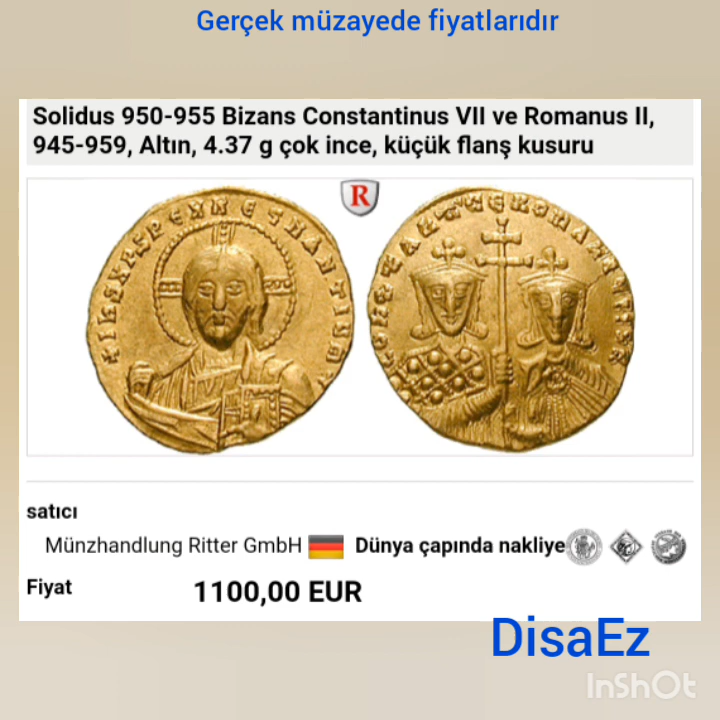 Gerçek müzayede fiyatlarıdır
Solidus 950-955 Bizans Constantinus VII ve Romanus II,
945-959, Altın, 4.37 g çok ince, küçük flanş kusuru
R
satıcı
Münzhandlung Ritter GmbH Dünya çapında nakliye
Fiyat 1100,00 EUR
DisaEz
InShOt